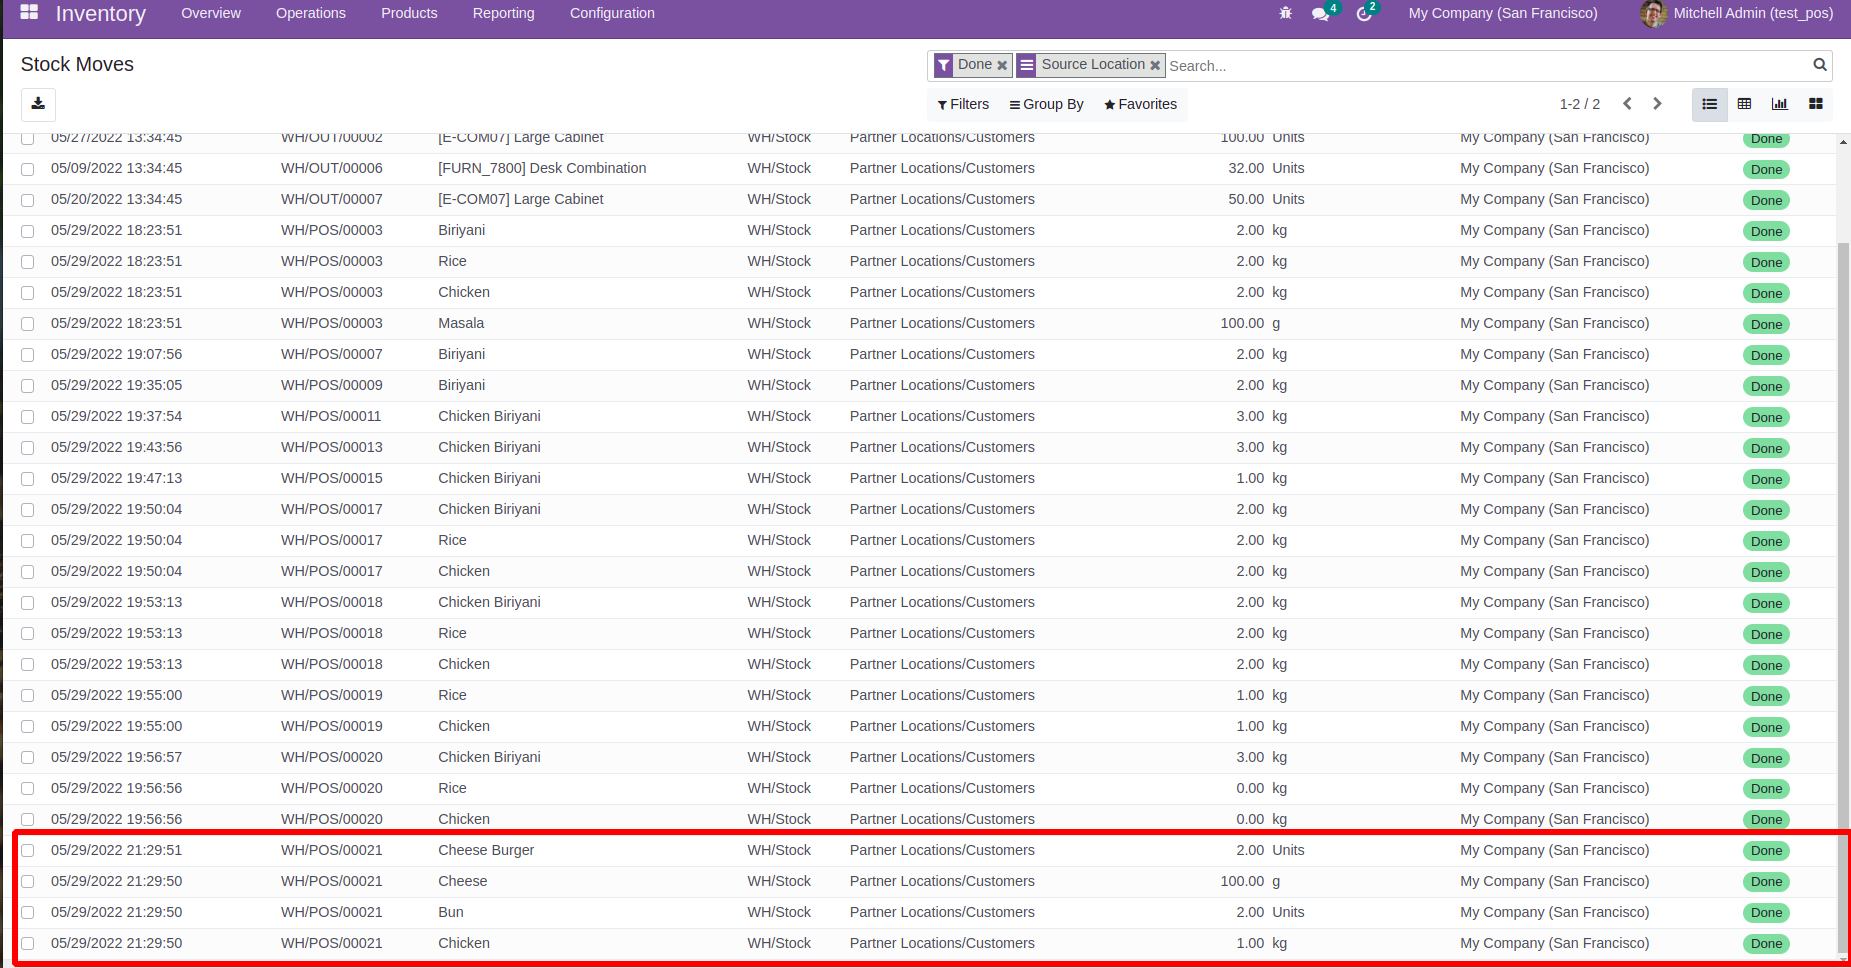 Inventory Overview Operations Products Reporting Configuration 4 2 My Company (San Francisco) Mitchell Admin (test_pos)
Stock Moves Done Source Location Search...
Filters Group By Favorites 1-2 / 2
05/27/2022 13:34:45 WH/OUT/00002 [E-COM07] Large Cabinet WH/Stock Partner Locations/Customers 100.00 Units My Company (San Francisco) Done
05/09/2022 13:34:45 WH/OUT/00006 [FURN_7800] Desk Combination WH/Stock Partner Locations/Customers 32.00 Units My Company (San Francisco) Done
05/20/2022 13:34:45 WH/OUT/00007 [E-COM07] Large Cabinet WH/Stock Partner Locations/Customers 50.00 Units My Company (San Francisco) Done
05/29/2022 18:23:51 WH/POS/00003 Biriyani WH/Stock Partner Locations/Customers 2.00 kg My Company (San Francisco) Done
05/29/2022 18:23:51 WH/POS/00003 Rice WH/Stock Partner Locations/Customers 2.00 kg My Company (San Francisco) Done
05/29/2022 18:23:51 WH/POS/00003 Chicken WH/Stock Partner Locations/Customers 2.00 kg My Company (San Francisco) Done
05/29/2022 18:23:51 WH/POS/00003 Masala WH/Stock Partner Locations/Customers 100.00 g My Company (San Francisco) Done
05/29/2022 19:07:56 WH/POS/00007 Biriyani WH/Stock Partner Locations/Customers 2.00 kg My Company (San Francisco) Done
05/29/2022 19:35:05 WH/POS/00009 Biriyani WH/Stock Partner Locations/Customers 2.00 kg My Company (San Francisco) Done
05/29/2022 19:37:54 WH/POS/00011 Chicken Biriyani WH/Stock Partner Locations/Customers 3.00 kg My Company (San Francisco) Done
05/29/2022 19:43:56 WH/POS/00013 Chicken Biriyani WH/Stock Partner Locations/Customers 3.00 kg My Company (San Francisco) Done
05/29/2022 19:47:13 WH/POS/00015 Chicken Biriyani WH/Stock Partner Locations/Customers 1.00 kg My Company (San Francisco) Done
05/29/2022 19:50:04 WH/POS/00017 Chicken Biriyani WH/Stock Partner Locations/Customers 2.00 kg My Company (San Francisco) Done
05/29/2022 19:50:04 WH/POS/00017 Rice WH/Stock Partner Locations/Customers 2.00 kg My Company (San Francisco) Done
05/29/2022 19:50:04 WH/POS/00017 Chicken WH/Stock Partner Locations/Customers 2.00 kg My Company (San Francisco) Done
05/29/2022 19:53:13 WH/POS/00018 Chicken Biriyani WH/Stock Partner Locations/Customers 2.00 kg My Company (San Francisco) Done
05/29/2022 19:53:13 WH/POS/00018 Rice WH/Stock Partner Locations/Customers 2.00 kg My Company (San Francisco) Done
05/29/2022 19:53:13 WH/POS/00018 Chicken WH/Stock Partner Locations/Customers 2.00 kg My Company (San Francisco) Done
05/29/2022 19:55:00 WH/POS/00019 Rice WH/Stock Partner Locations/Customers 1.00 kg My Company (San Francisco) Done
05/29/2022 19:55:00 WH/POS/00019 Chicken WH/Stock Partner Locations/Customers 1.00 kg My Company (San Francisco) Done
05/29/2022 19:56:57 WH/POS/00020 Chicken Biriyani WH/Stock Partner Locations/Customers 3.00 kg My Company (San Francisco) Done
05/29/2022 19:56:56 WH/POS/00020 Rice WH/Stock Partner Locations/Customers 0.00 kg My Company (San Francisco) Done
05/29/2022 19:56:56 WH/POS/00020 Chicken WH/Stock Partner Locations/Customers 0.00 kg My Company (San Francisco) Done
05/29/2022 21:29:51 WH/POS/00021 Cheese Burger WH/Stock Partner Locations/Customers 2.00 Units My Company (San Francisco) Done
05/29/2022 21:29:50 WH/POS/00021 Cheese WH/Stock Partner Locations/Customers 100.00 g My Company (San Francisco) Done
05/29/2022 21:29:50 WH/POS/00021 Bun WH/Stock Partner Locations/Customers 2.00 Units My Company (San Francisco) Done
05/29/2022 21:29:50 WH/POS/00021 Chicken WH/Stock Partner Locations/Customers 1.00 kg My Company (San Francisco) Done